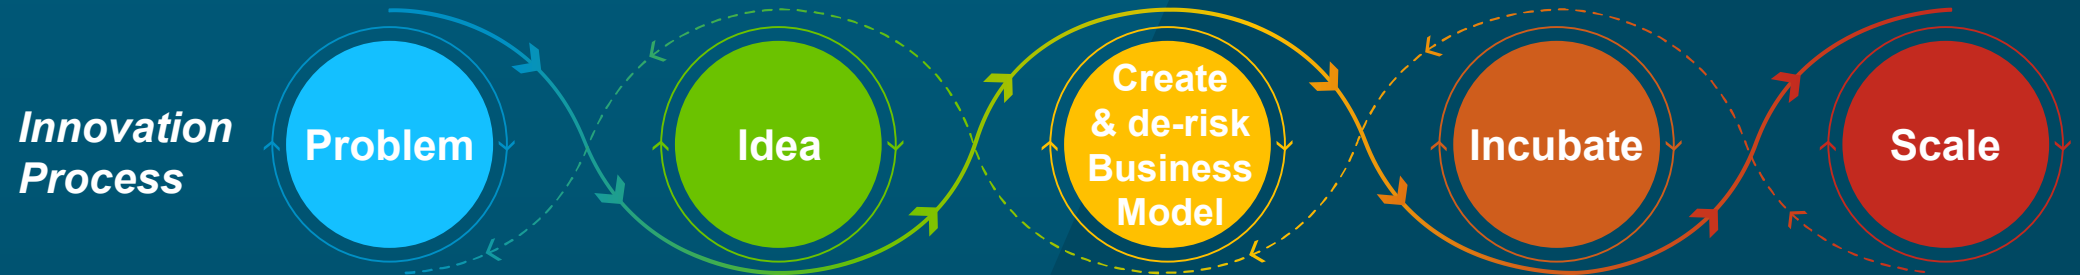 Innovation
Process
Problem
Idea
Create
& de-risk
Business
Model
Incubate
Scale